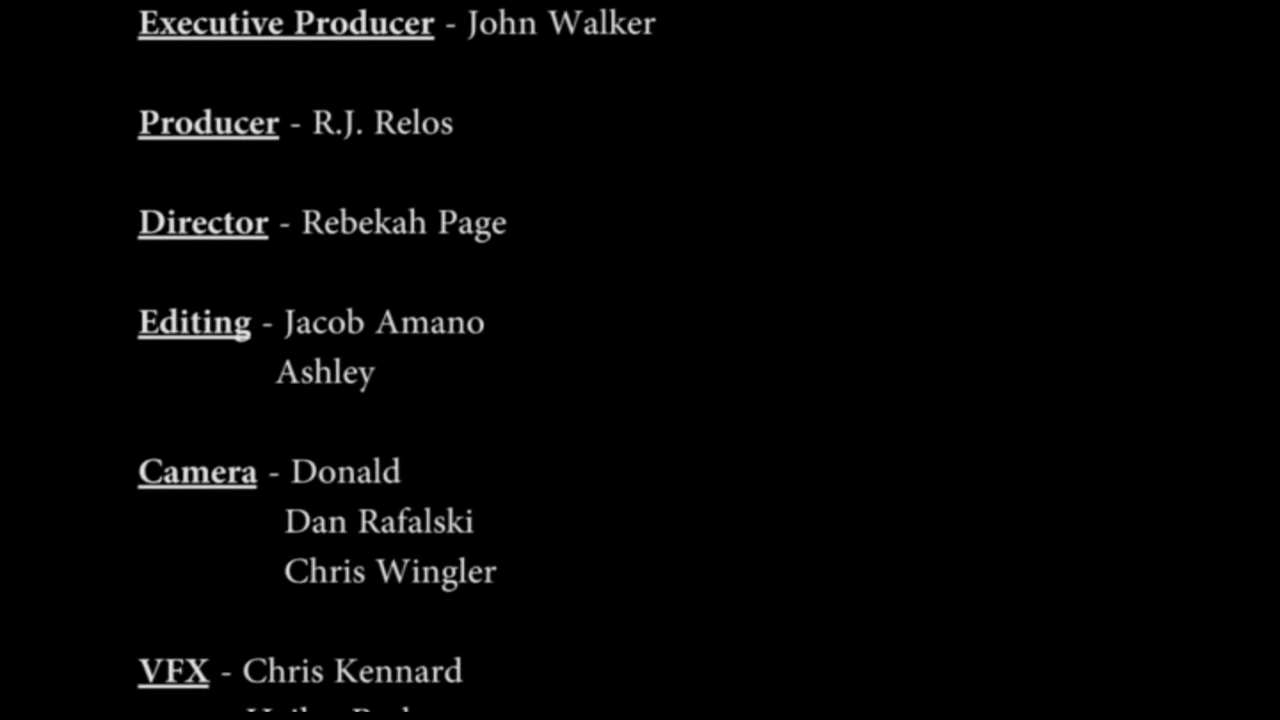 Executive Producer - John Walker
Producer - R.J. Relos
Director - Rebekah Page
Editing - Jacob Amano
Ashley
Camera - Donald
Dan Rafalski
Chris Wingler
VFX - Chris Kennard